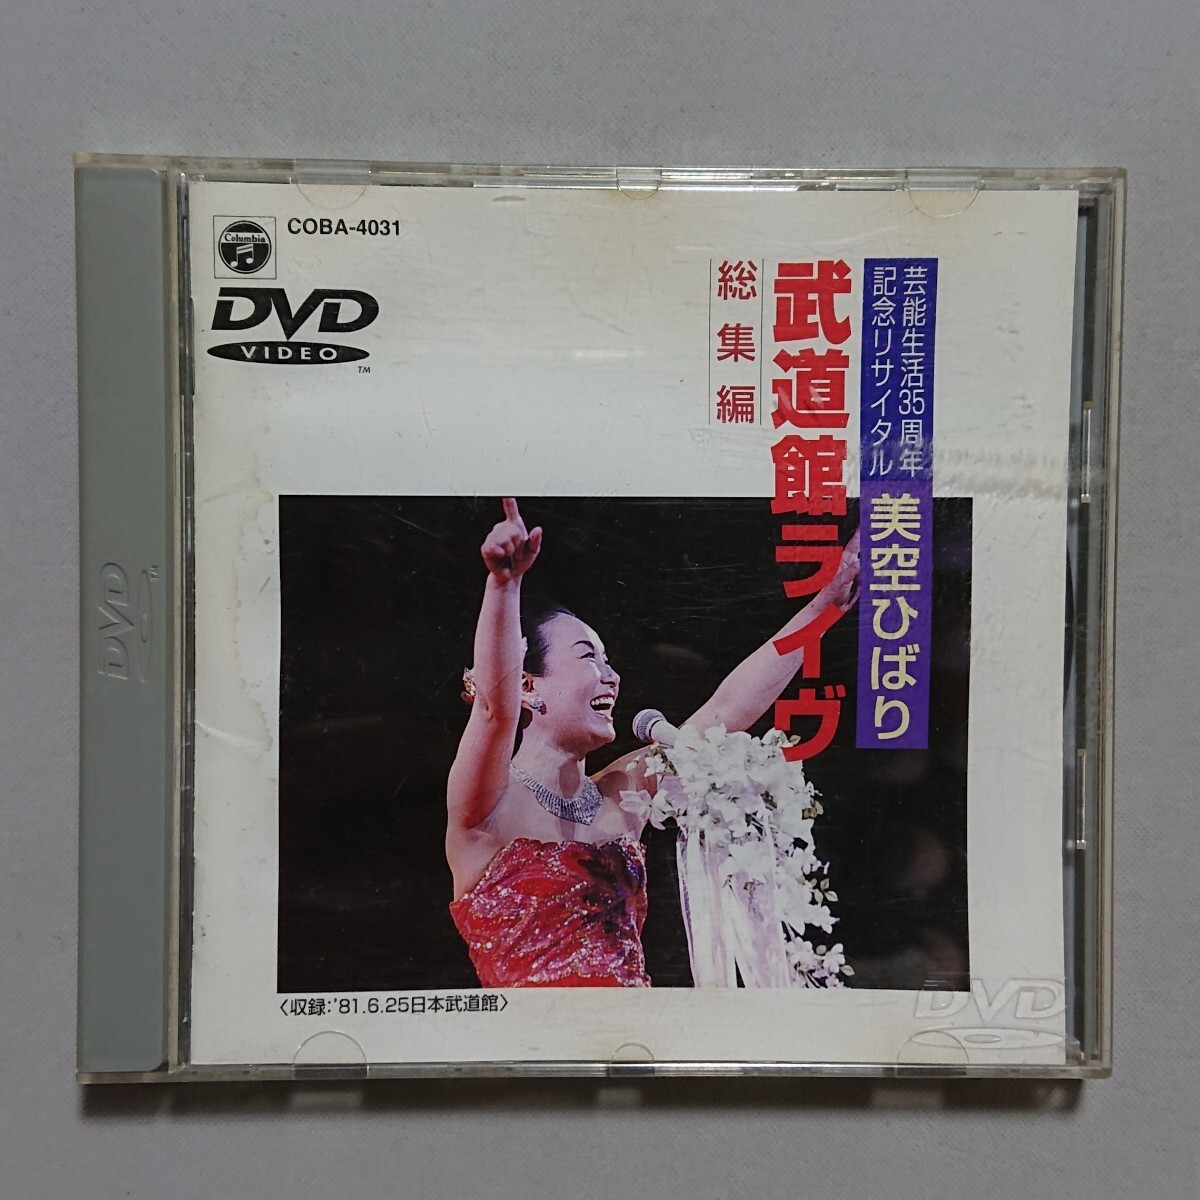 COBA-4031
Columbia
DVD
VIDEO
TM
芸能生活35周年
記念リサイタル
美空ひばり
武道館ライヴ
総集編
〈収録:'81.6.25日本武道館〉
DVD
TM
DVD